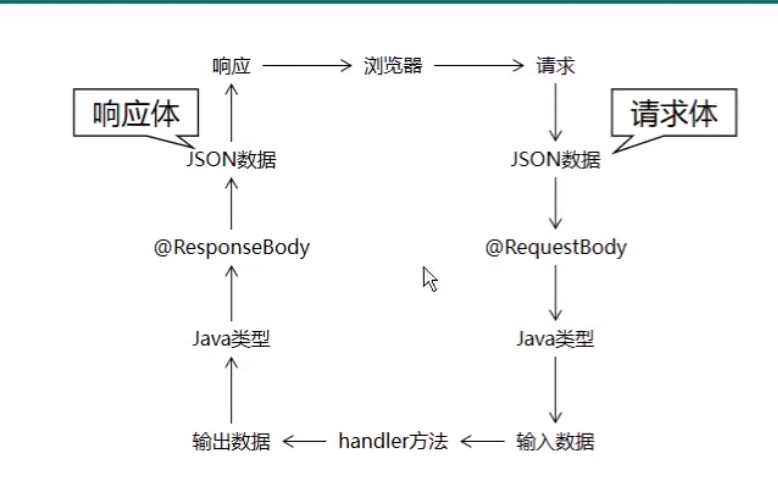 响应 浏览器 请求
响应体 请求体
JSON数据 JSON数据
@ResponseBody @RequestBody
Java类型 Java类型
输出数据 handler方法 输入数据